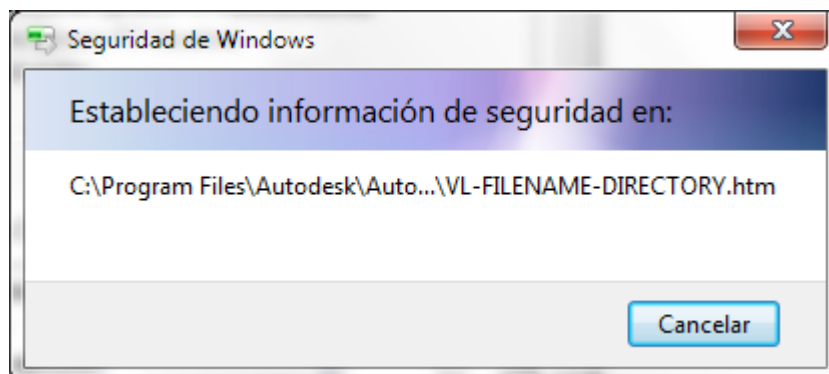 Seguridad de Windows
Estableciendo información de seguridad en:
C:\Program Files\Autodesk\Auto...\VL-FILENAME-DIRECTORY.htm
Cancelar